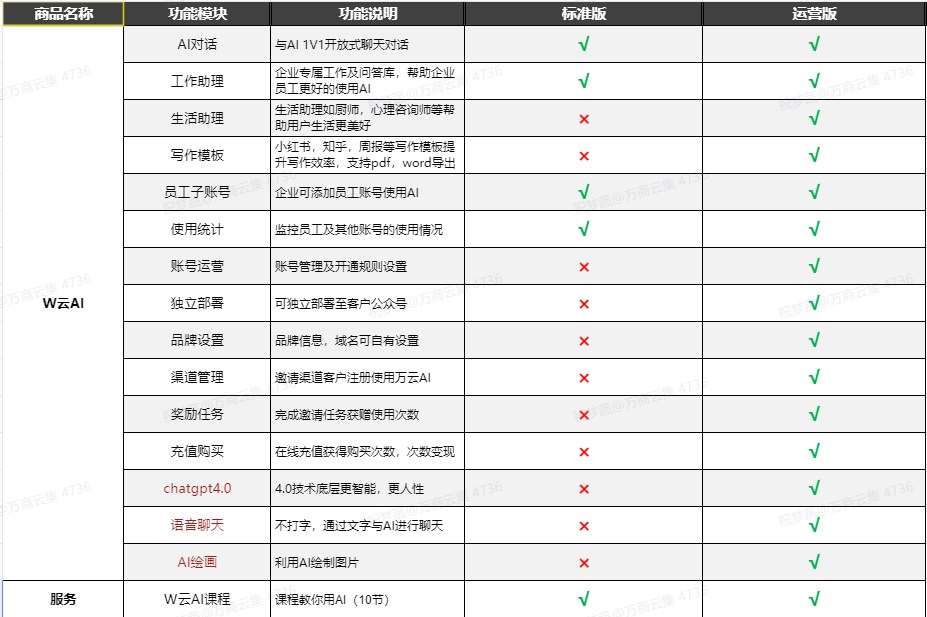 商品名称 功能模块 功能说明 标准版 运营版
W云AI
AI对话 与AI 1V1开放式聊天对话 √ √
工作助理 企业专属工作及问答库，帮助企业
员工更好的使用AI √ √
生活助理 生活助理如厨师，心理咨询师等帮
助用户生活更美好 × √
写作模板 小红书，知乎，周报等写作模板提
升写作效率，支持pdf，word导出 × √
员工子账号 企业可添加员工账号使用AI √ √
使用统计 监控员工及其他账号的使用情况 √ √
账号运营 账号管理及开通规则设置 × √
独立部署 可独立部署至客户公众号 × √
品牌设置 品牌信息，域名可自有设置 × √
渠道管理 邀请渠道客户注册使用万云AI × √
奖励任务 完成邀请任务获赠使用次数 × √
充值购买 在线充值获得购买次数，次数变现 × √
chatgpt4.0 4.0技术底层更智能，更人性 × √
语音聊天 不打字，通过文字与AI进行聊天 × √
AI绘画 利用AI绘制图片 × √
服务 W云AI课程 课程教你用AI（10节） √ √